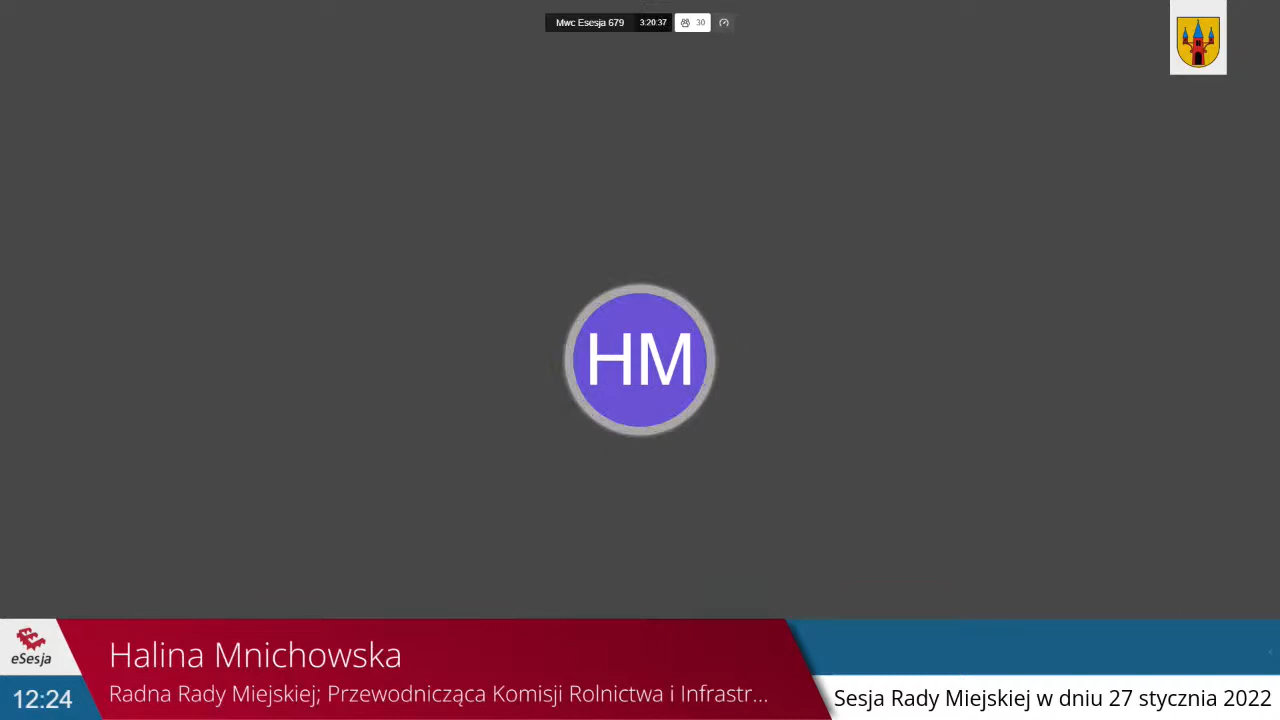 Mwc Esesja 679 3:20:37 30
HM
Halina Mnichowska
eSesja
Radna Rady Miejskiej; Przewodnicząca Komisji Rolnictwa i Infrastr...
12:24
Sesja Rady Miejskiej w dniu 27 stycznia 2022